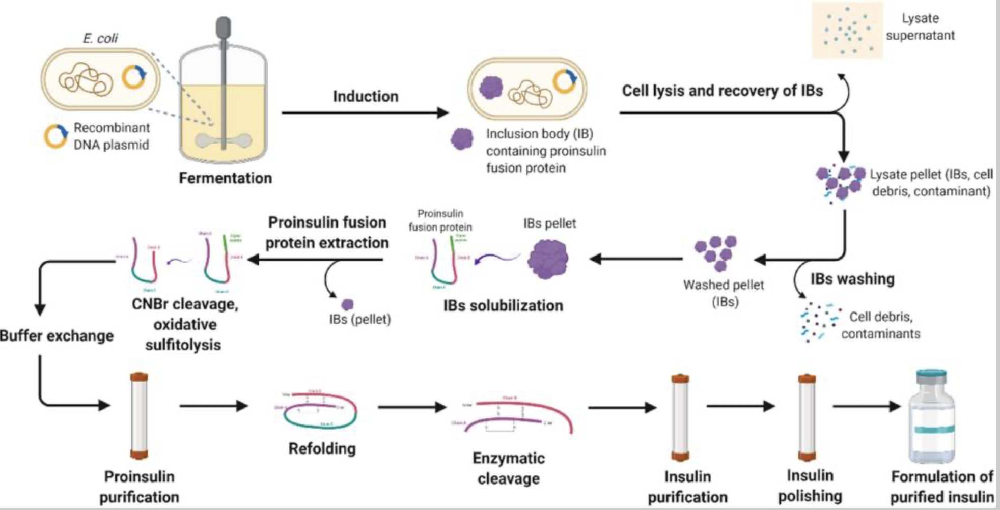 E. coli
Recombinant
DNA plasmid
Fermentation
Induction
Inclusion body (IB)
containing proinsulin
fusion protein
Cell lysis and recovery of IBs
Lysate
supernatant
Lysate pellet (IBs, cell
debris, contaminant)
IBs washing
Cell debris,
contaminants
Washed pellet
(IBs)
IBs pellet
Proinsulin
fusion protein
IBs solubilization
Proinsulin fusion
protein extraction
IBs (pellet)
CNBr cleavage,
oxidative
sulfitolysis
Buffer exchange
Proinsulin
purification
Refolding
Enzymatic
cleavage
Insulin
purification
Insulin
polishing
Formulation of
purified insulin